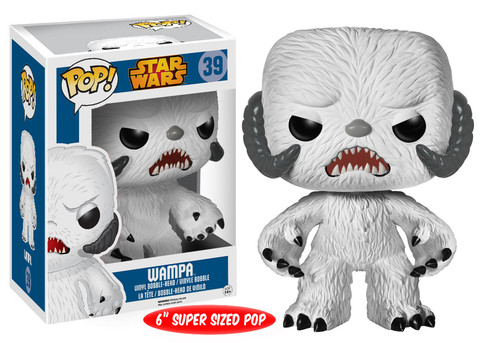 POP!
STAR
WARS
39
WAMPA
VINYL BOBBLE-HEAD / VINYLE BOBBLE
LA TÊTE / BOBBLE-HEAD DE VINILO
6" SUPER SIZED POP